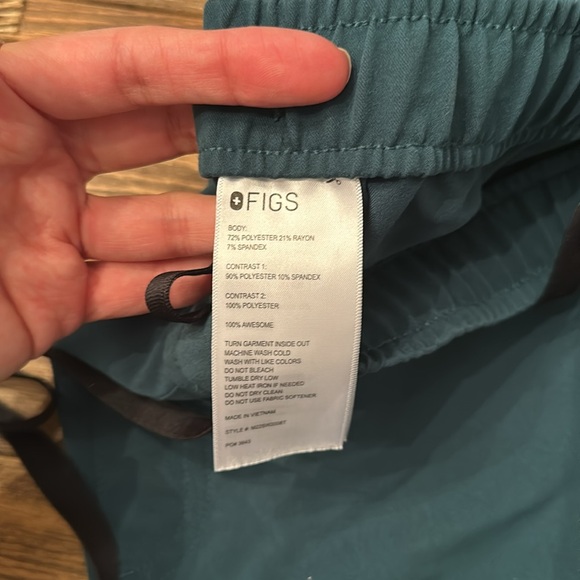 FIGS
BODY:
72% POLYESTER 21% RAYON
7% SPANDEX
CONTRAST 1:
90% POLYESTER 10% SPANDEX
CONTRAST 2:
100% POLYESTER
100% AWESOME
TURN GARMENT INSIDE OUT
MACHINE WASH COLD
WASH WITH LIKE COLORS
DO NOT BLEACH
TUMBLE DRY LOW
LOW HEAT IRON IF NEEDED
DO NOT DRY CLEAN
DO NOT USE FABRIC SOFTENER
MADE IN VIETNAM
STYLE #:
PO#: